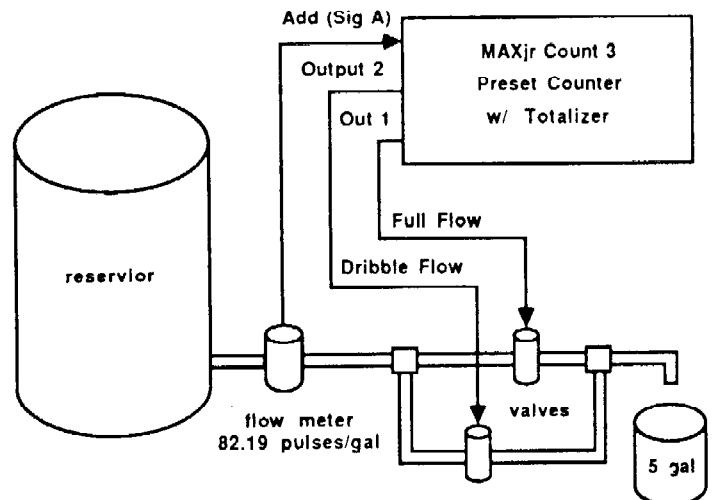 Add (Sig A)
MAXjr Count 3
Preset Counter
w/ Totalizer
Output 2
Out 1
Full Flow
Dribble Flow
reservior
flow meter
82.19 pulses/gal
valves
5 gal